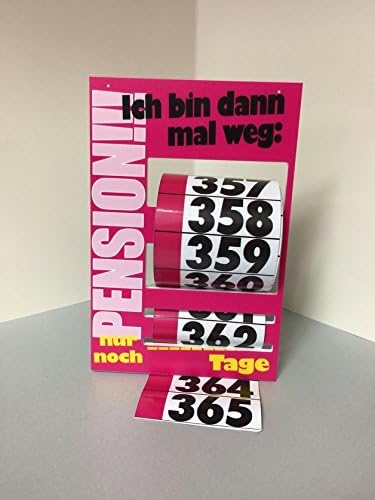 PENSION!!!
Ich bin dann
mal weg:
357
358
359
360
361
362
nur
noch
Tage
364
365